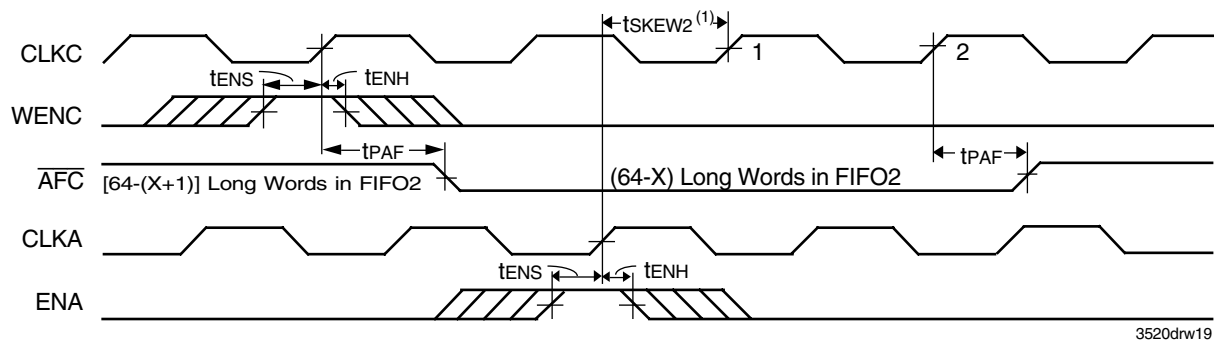 tSKEW2 (1)
CLKC
1
2
tENS
tENH
WENC
tPAF
tPAF
AFC
[64-(X+1)] Long Words in FIFO2
(64-X) Long Words in FIFO2
CLKA
tENS
tENH
ENA
3520drw19